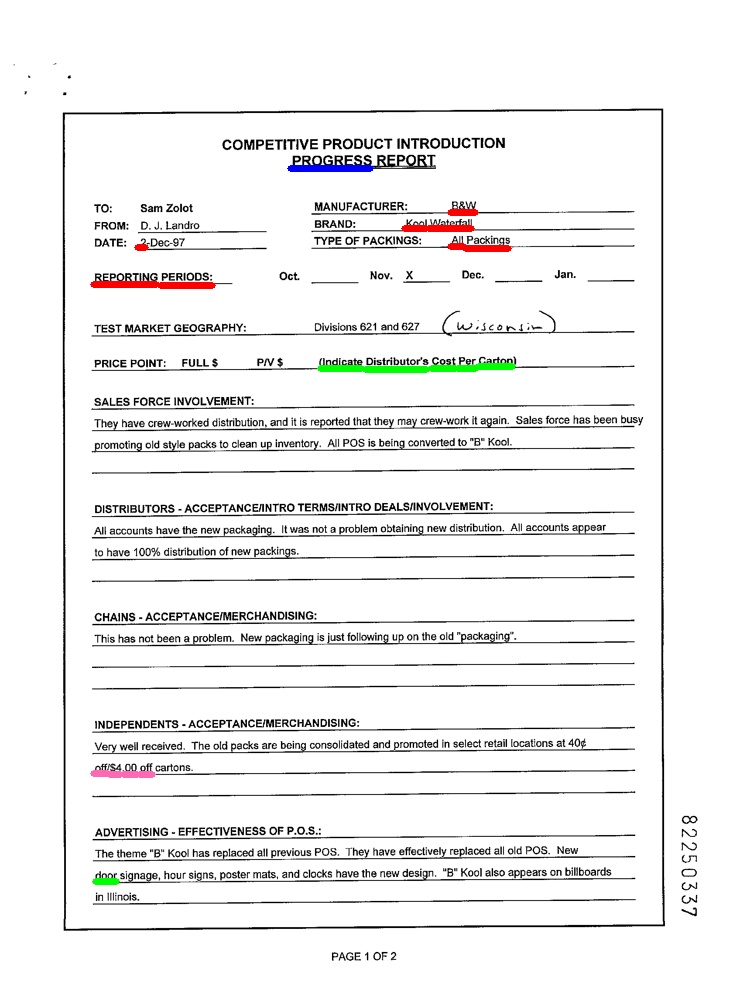 COMPETITIVE PRODUCT INTRODUCTION
PROGRESS REPORT
TO: Sam Zolot
MANUFACTURER: B&W
FROM: D. J. Landro
BRAND: Kool Waterfall
DATE: 2-Dec-97
TYPE OF PACKINGS: All Packings
REPORTING PERIODS: Oct. Nov. X Dec. Jan.
TEST MARKET GEOGRAPHY: Divisions 621 and 627 (Wisconsin)
PRICE POINT: FULL $ P/V $ (Indicate Distributor's Cost Per Carton)
SALES FORCE INVOLVEMENT:
They have crew-worked distribution, and it is reported that they may crew-work it again. Sales force has been busy
promoting old style packs to clean up inventory. All POS is being converted to "B" Kool.
DISTRIBUTORS - ACCEPTANCE/INTRO TERMS/INTRO DEALS/INVOLVEMENT:
All accounts have the new packaging. It was not a problem obtaining new distribution. All accounts appear
to have 100% distribution of new packings.
CHAINS - ACCEPTANCE/MERCHANDISING:
This has not been a problem. New packaging is just following up on the old "packaging".
INDEPENDENTS - ACCEPTANCE/MERCHANDISING:
Very well received. The old packs are being consolidated and promoted in select retail locations at 40¢
off/$4.00 off cartons.
ADVERTISING - EFFECTIVENESS OF P.O.S.:
The theme "B" Kool has replaced all previous POS. They have effectively replaced all old POS. New
door signage, hour signs, poster mats, and clocks have the new design. "B" Kool also appears on billboards
in Illinois.
82250337
PAGE 1 OF 2